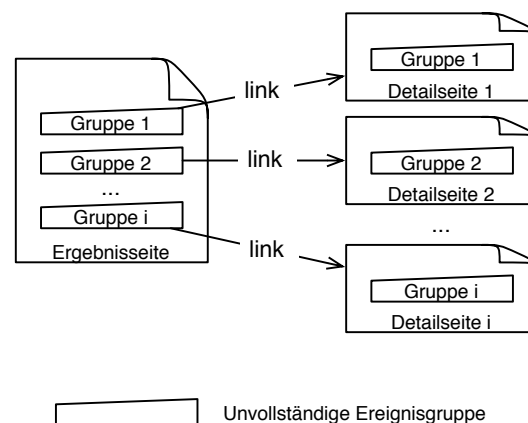 Gruppe 1
Gruppe 2
...
Gruppe i
Ergebnisseite
link
link
link
Gruppe 1
Detailseite 1
Gruppe 2
Detailseite 2
...
Gruppe i
Detailseite i
Unvollständige Ereignisgruppe